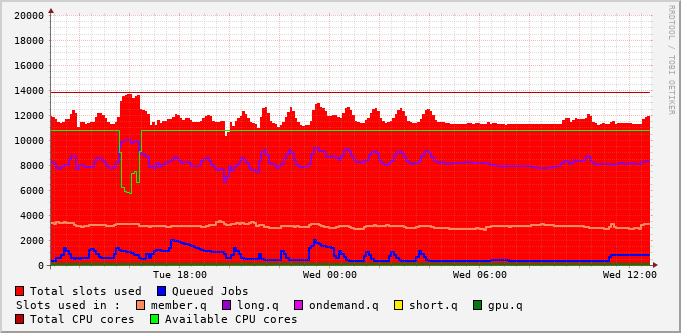 20000
18000
16000
14000
12000
10000
8000
6000
4000
2000
0
Tue 18:00 Wed 00:00 Wed 06:00 Wed 12:00
RRDTOOL / TOBI OETIKER
Total slots used Queued Jobs
Slots used in : member.q long.q ondemand.q short.q gpu.q
Total CPU cores Available CPU cores